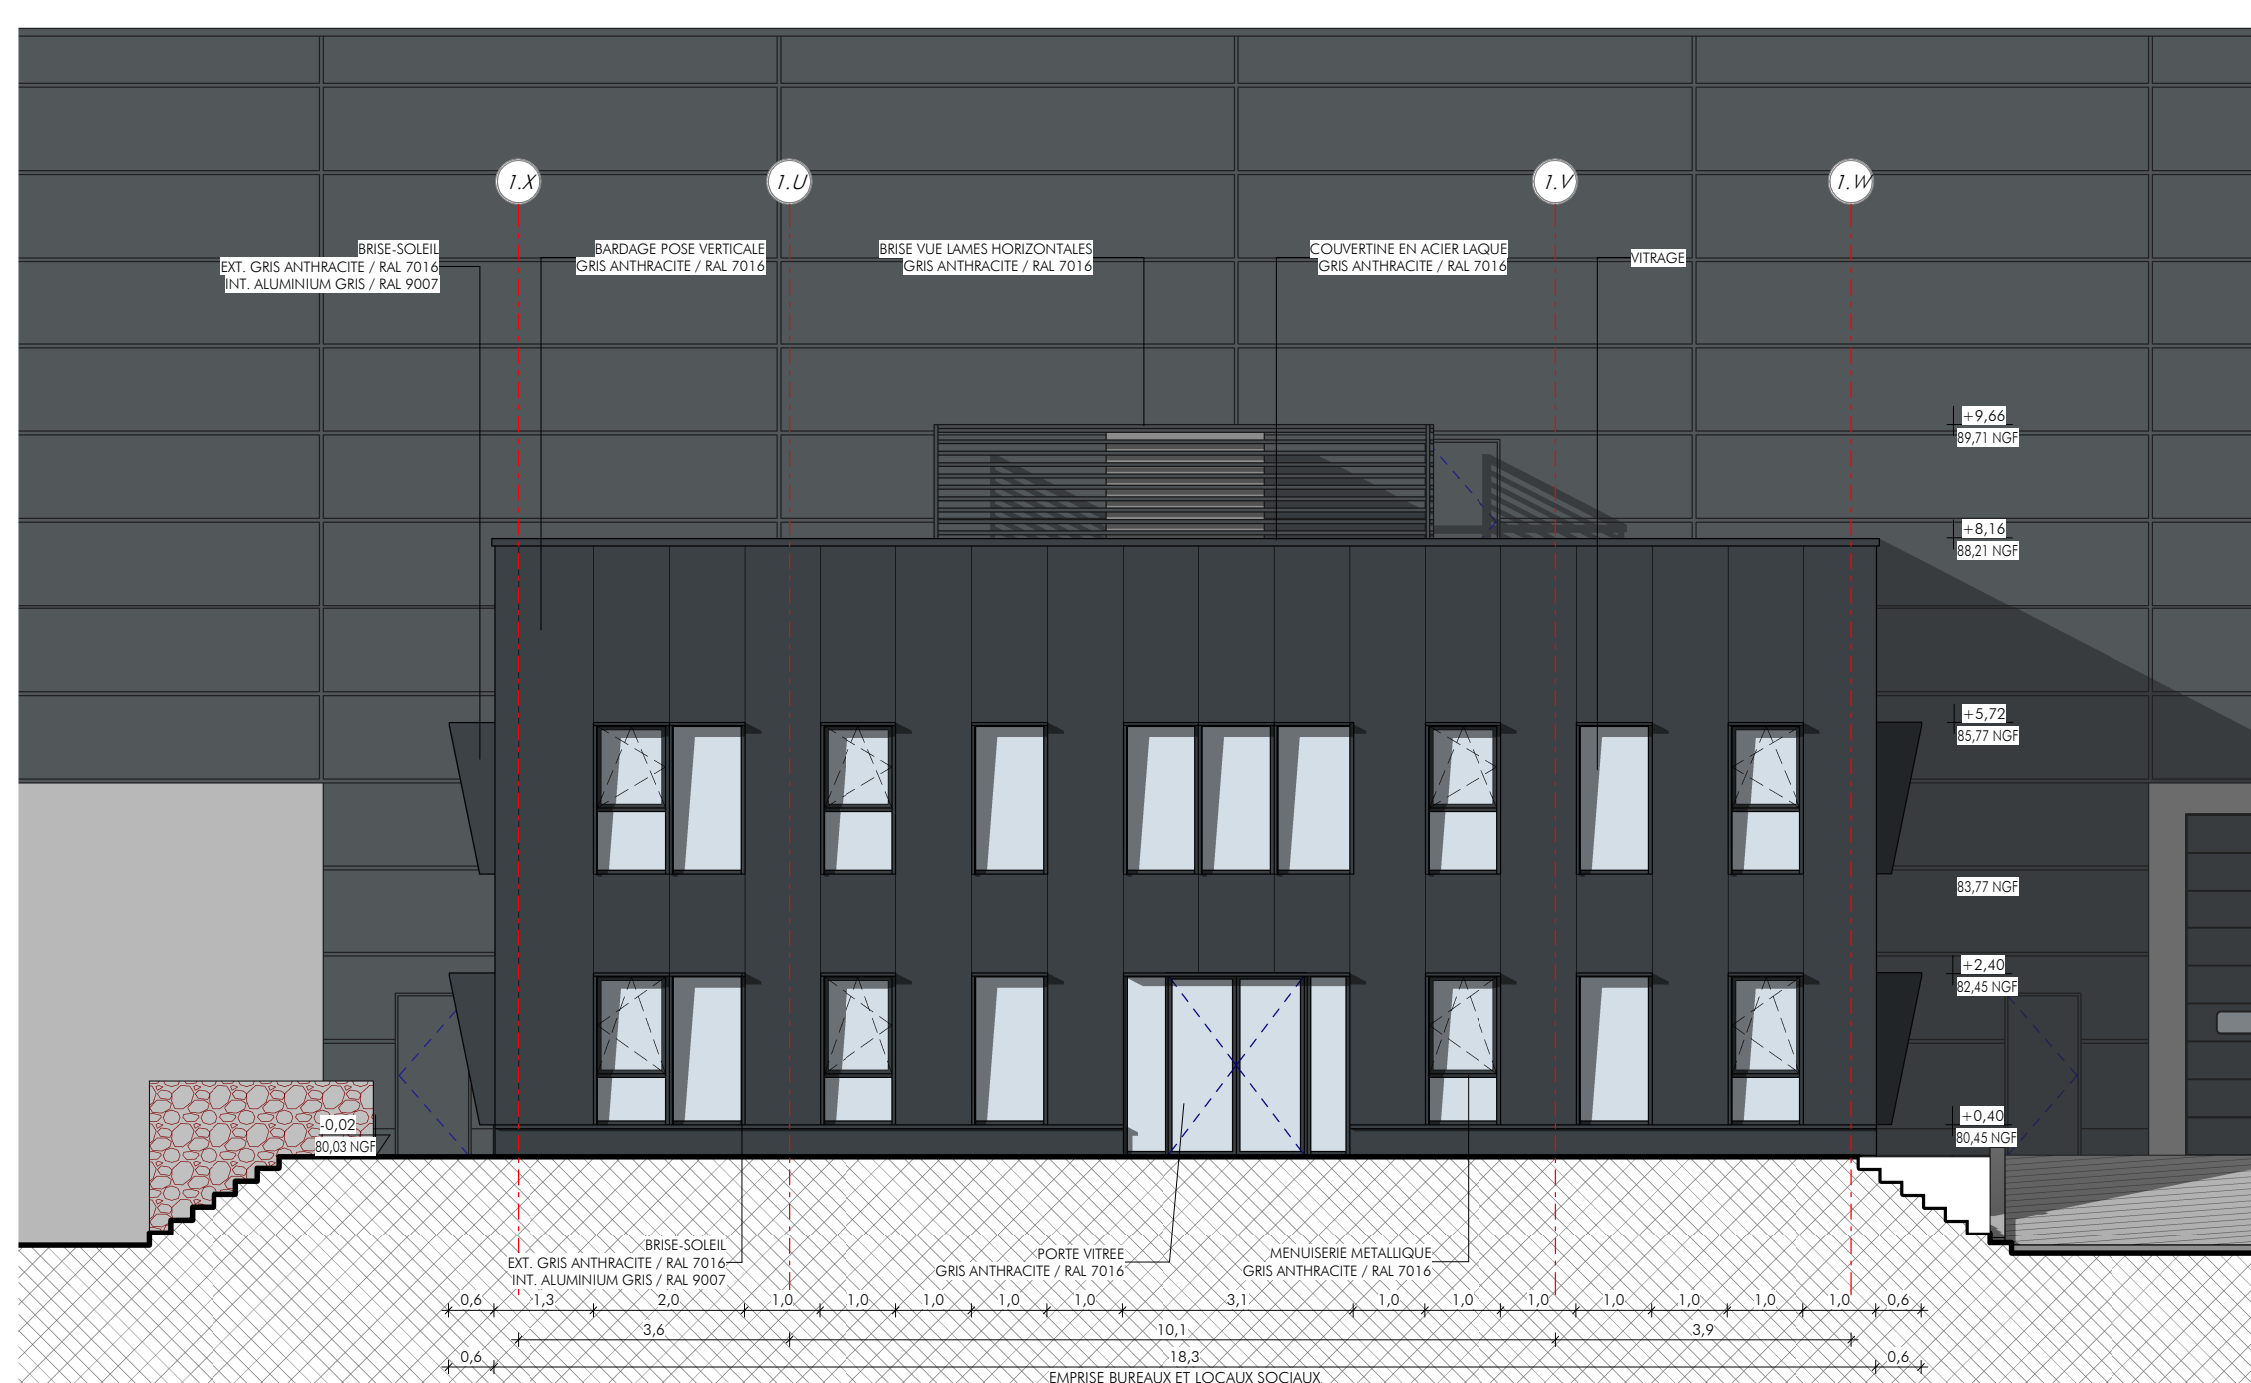 1.X
1.U
1.V
1.W
BRISE-SOLEIL
EXT. GRIS ANTHRACITE / RAL 7016
INT. ALUMINIUM GRIS / RAL 9007
BARDAGE POSE VERTICALE
GRIS ANTHRACITE / RAL 7016
BRISE VUE LAMES HORIZONTALES
GRIS ANTHRACITE / RAL 7016
COUVERTINE EN ACIER LAQUE
GRIS ANTHRACITE / RAL 7016
VITRAGE
+9,66
89,71 NGF
+8,16
88,21 NGF
+5,72
85,77 NGF
83,77 NGF
+2,40
82,45 NGF
+0,40
80,45 NGF
-0,02
80,03 NGF
BRISE-SOLEIL
EXT. GRIS ANTHRACITE / RAL 7016
INT. ALUMINIUM GRIS / RAL 9007
PORTE VITREE
GRIS ANTHRACITE / RAL 7016
MENUISERIE METALLIQUE
GRIS ANTHRACITE / RAL 7016
0,6 1,3 2,0 1,0 1,0 1,0 1,0 1,0 3,1 1,0 1,0 1,0 1,0 1,0 1,0 1,0 0,6
3,6 10,1 3,9
0,6 18,3 0,6
EMPRISE BUREAUX ET LOCAUX SOCIAUX